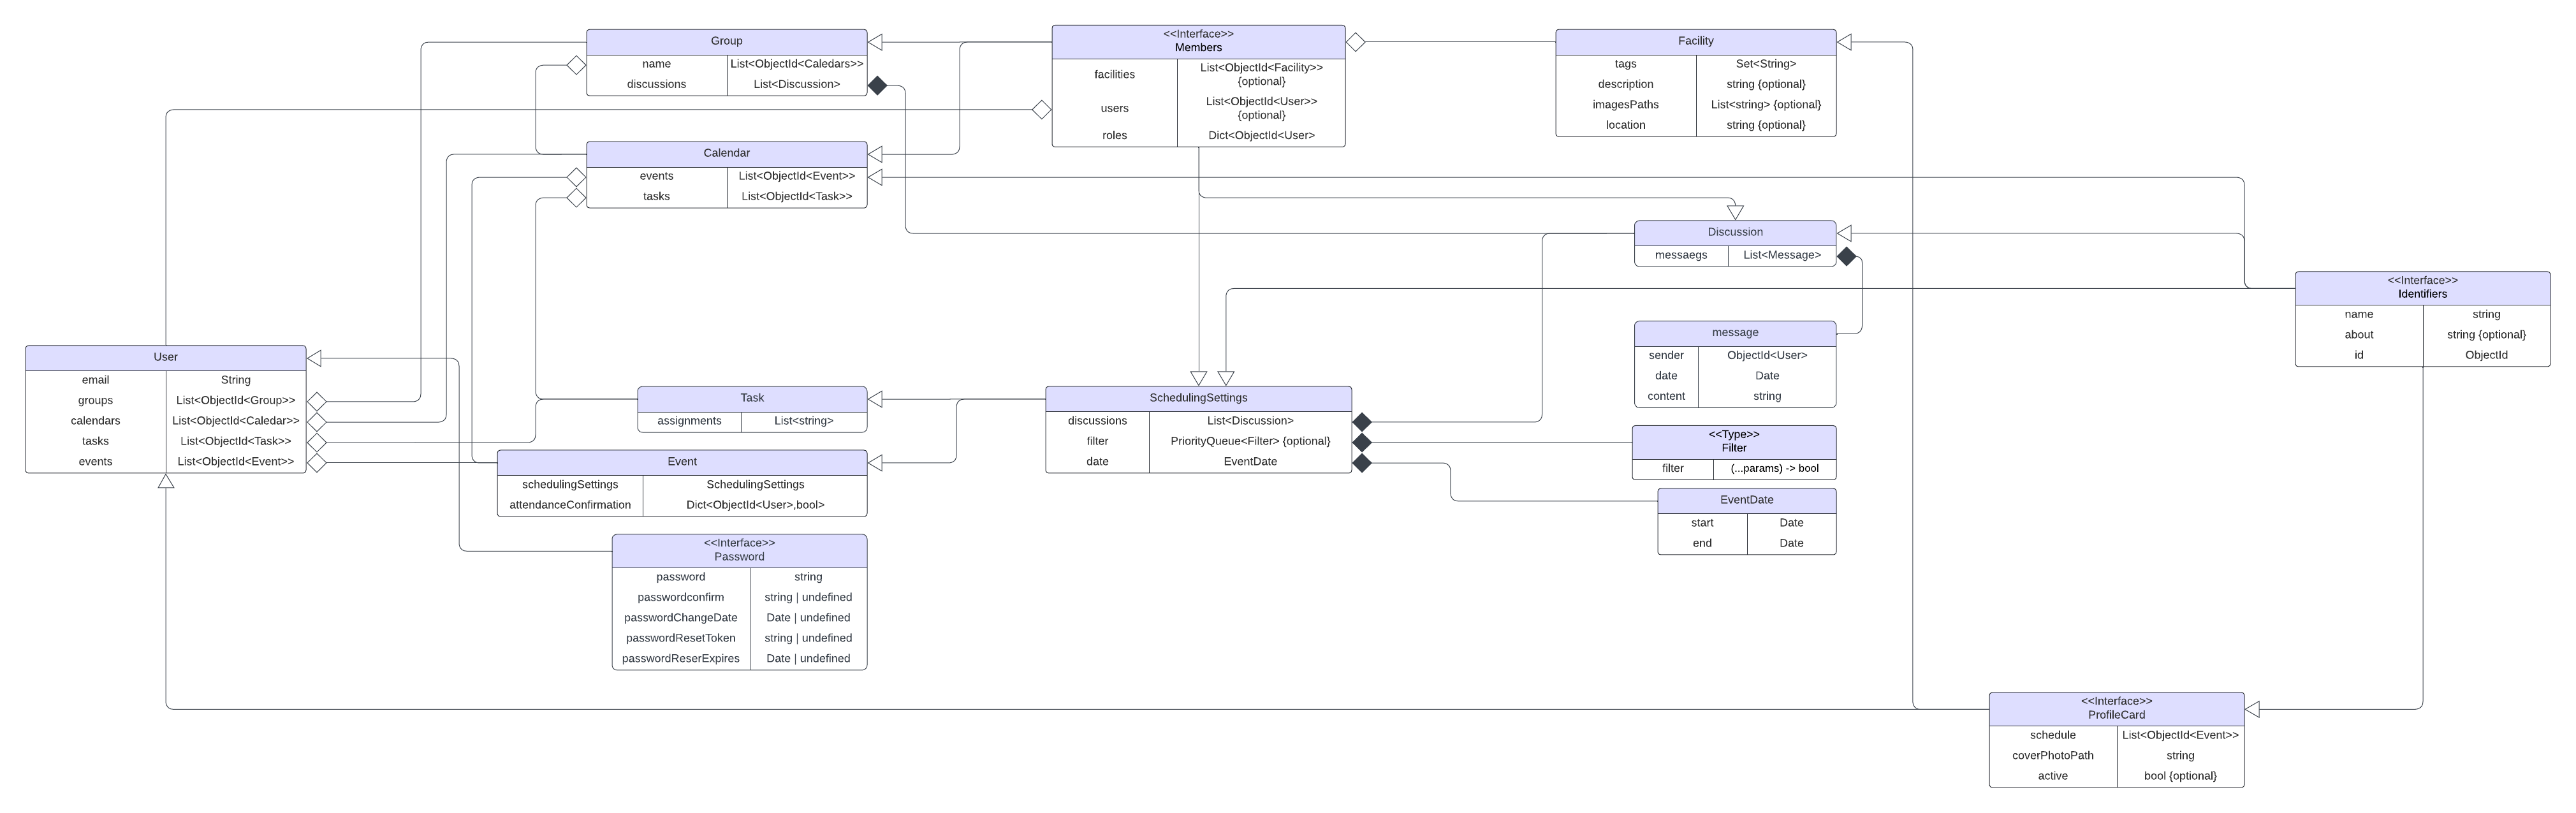 Group
name List<ObjectId<Caledars>>
discussions List<Discussion>
<<Interface>>
Members
facilities List<ObjectId<Facility>> {optional}
users List<ObjectId<User>> {optional}
roles Dict<ObjectId<User>
Facility
tags Set<String>
description string {optional}
imagesPaths List<string> {optional}
location string {optional}
Calendar
events List<ObjectId<Event>>
tasks List<ObjectId<Task>>
Discussion
messaegs List<Message>
<<Interface>>
Identifiers
name string
about string {optional}
id ObjectId
message
sender ObjectId<User>
date Date
content string
User
email String
groups List<ObjectId<Group>>
calendars List<ObjectId<Caledar>>
tasks List<ObjectId<Task>>
events List<ObjectId<Event>>
Task
assignments List<string>
SchedulingSettings
discussions List<Discussion>
filter PriorityQueue<Filter> {optional}
date EventDate
<<Type>>
Filter
filter (...params) -> bool
Event
schedulingSettings SchedulingSettings
attendanceConfirmation Dict<ObjectId<User>,bool>
EventDate
start Date
end Date
<<Interface>>
Password
password string
passwordconfirm string | undefined
passwordChangeDate Date | undefined
passwordResetToken string | undefined
passwordReserExpires Date | undefined
<<Interface>>
ProfileCard
schedule List<ObjectId<Event>>
coverPhotoPath string
active bool {optional}